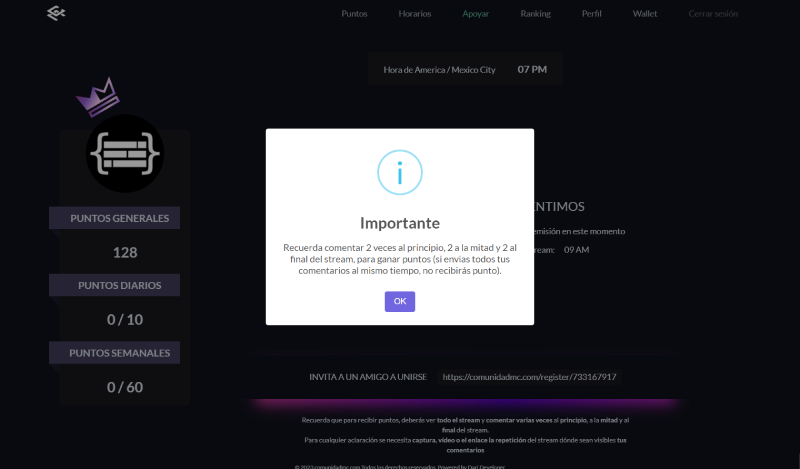 Puntos Horarios Apoyar Ranking Perfil Wallet Cerrar sesión
Hora de America / Mexico City 07 PM
PUNTOS GENERALES
128
PUNTOS DIARIOS
0 / 10
PUNTOS SEMANALES
0 / 60
Importante
Recuerda comentar 2 veces al principio, 2 a la mitad y 2 al
final del stream, para ganar puntos (si envias todos tus
comentarios al mismo tiempo, no recibirás punto).
OK
ENTIMOS
emisión en este momento
ream: 09 AM
INVITA A UN AMIGO A UNIRSE https://comunidadmc.com/register/733167917
Recuerda que para recibir puntos, deberás ver todo el stream y comentar varias veces al principio, a la mitad y al
final del stream.
Para cualquier aclaración se necesita captura, vídeo o el enlace la repetición del stream dónde sean visibles tus
comentarios
© 2023 comunidadmc.com Todos los derechos reservados. Powered by Dart Developer